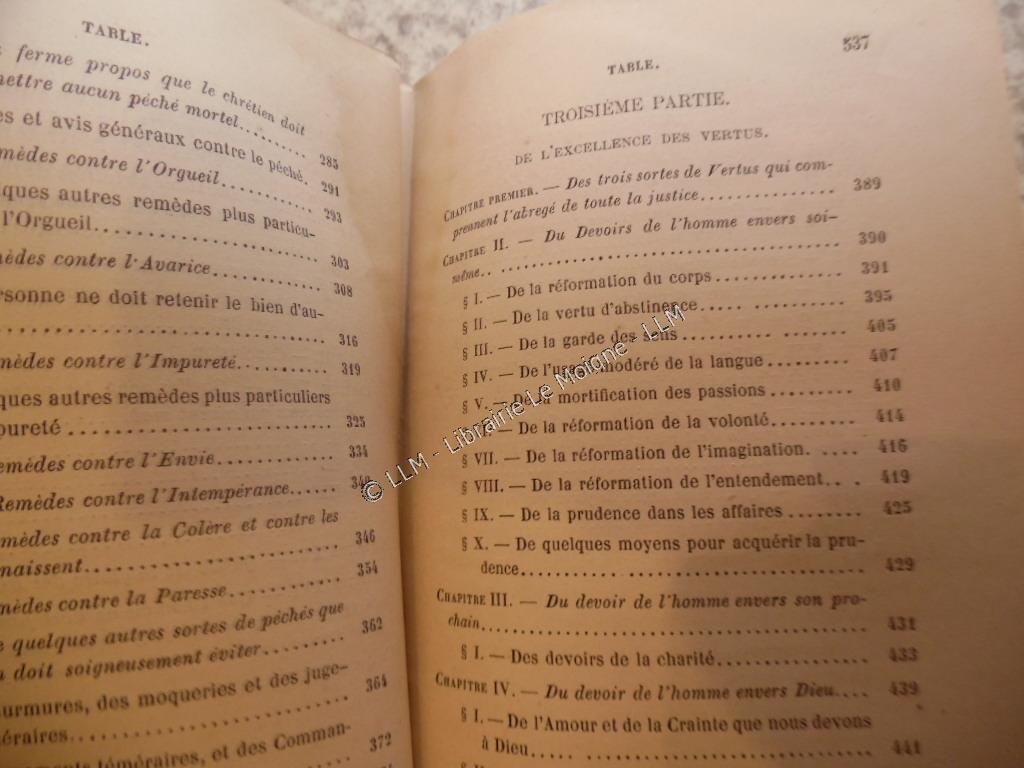 TABLE.
ferme propos que le chrétien doit
mettre aucun péché mortel.......... 285
es et avis généraux contre le péché. 291
mèdes contre l'Orgueil.......... 293
ques autres remèdes plus particu-
l'Orgueil.................... 303
mèdes contre l'Avarice............ 308
ersonne ne doit retenir le bien d'au-
.............................. 316
emèdes contre l'Impureté.......... 319
ques autres remèdes plus particuliers
pureté ......................... 325
emèdes contre l'Envie............ 334
Remèdes contre l'Intempérance...... 340
mèdes contre la Colère et contre les
naissent........................ 346
mèdes contre la Paresse.......... 354
e quelques autres sortes de péchés que
n doit soigneusement éviter........ 362
urmures, des moqueries et des juge-
éraires........................ 364
ments téméraires, et des Comman-
372
TABLE. 537
TROISIÈME PARTIE.
DE L'EXCELLENCE DES VERTUS.
CHAPITRE PREMIER. — Des trois sortes de Vertus qui com-
prennent l'abregé de toute la justice............. 389
CHAPITRE II. — Du Devoirs de l'homme envers soi-
même.. .............................. 390
§ I. — De la réformation du corps............. 391
§ II. — De la vertu d'abstinence..... ........ 395
§ III. — De la garde des sens ......... ....... 405
§ IV. — De l'usage modéré de la langue ......... 407
§ V. — De la mortification des passions ......... 410
— De la réformation de la volonté......... 414
§ VII. — De la réformation de l'imagination. .... 416
§ VIII. — De la réformation de l'entendement.. . . 419
§ IX. — De la prudence dans les affaires ........ 425
§ X. — De quelques moyens pour acquérir la pru-
dence.............................. 429
CHAPITRE III. — Du devoir de l'homme envers son pro-
chain.............................. 431
§ I. — Des devoirs de la charité............... 433
CHAPITRE IV. — Du devoir de l'homme envers Dieu.... 439
§ I. — De l'Amour et de la Crainte que nous devons
à Dieu..... .................... 441
© LLM - Librairie Le Moigne - LLM